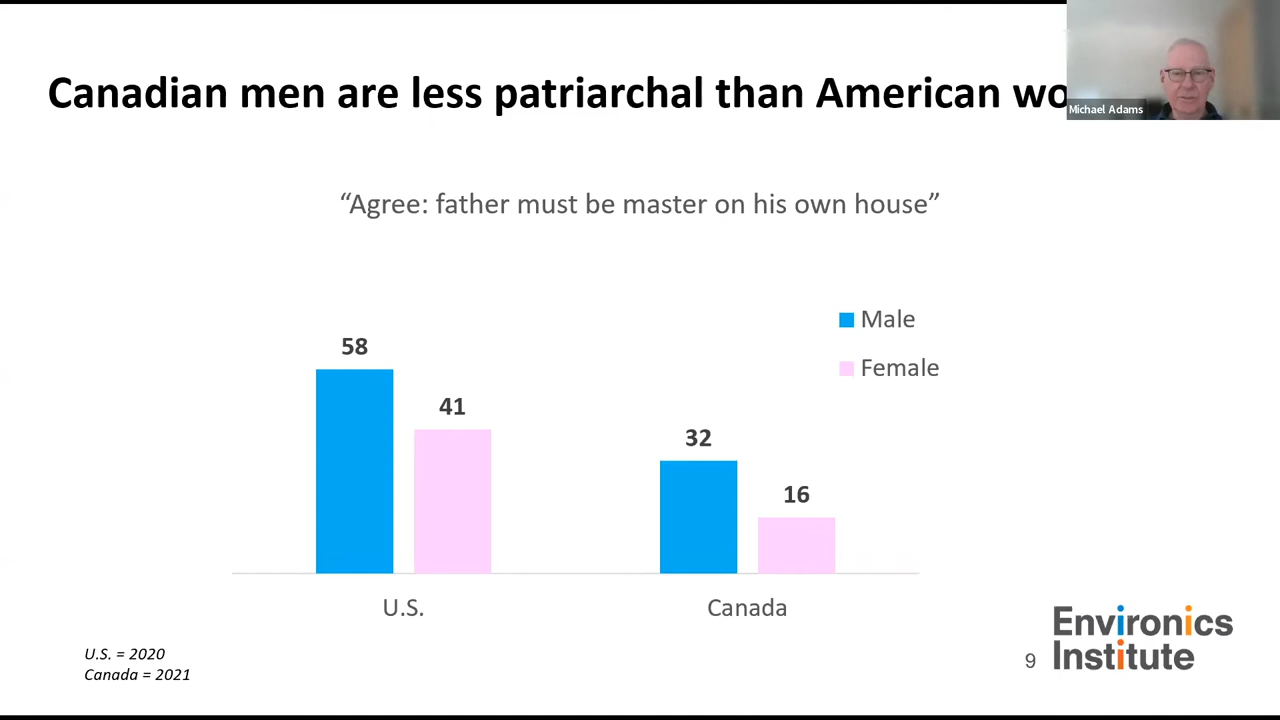 Canadian men are less patriarchal than American wo
Michael Adams
“Agree: father must be master on his own house”
Male
Female
58
41
32
16
U.S.
Canada
U.S. = 2020
Canada = 2021
9
Environics
Institute